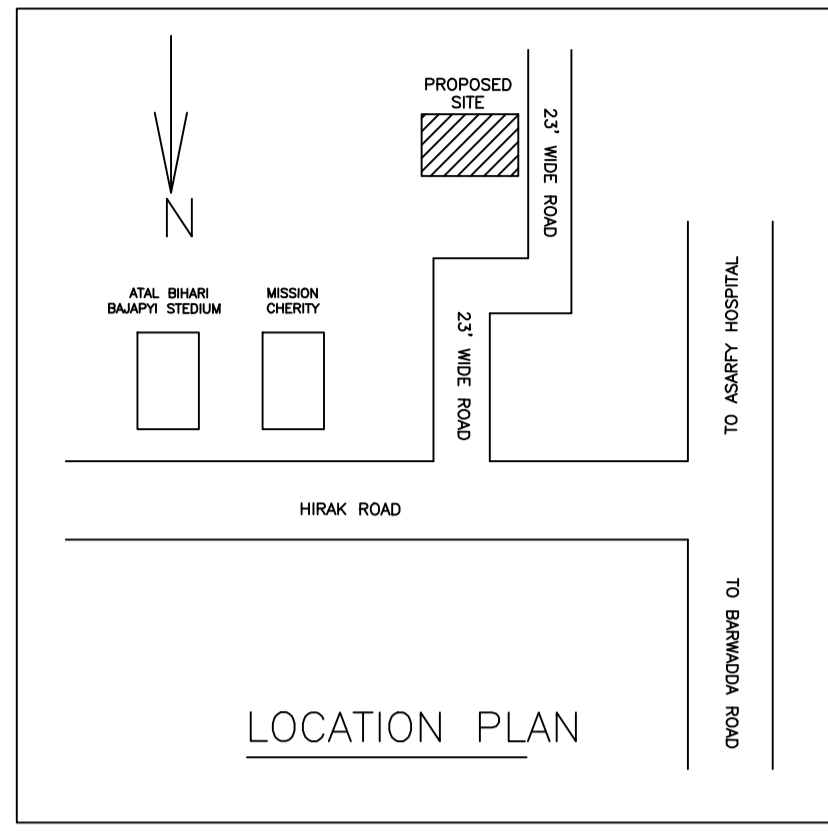 PROPOSED
SITE
23' WIDE ROAD
N
ATAL BIHARI
BAJAPYI STEDIUM
MISSION
CHERITY
23' WIDE ROAD
TO ASARFY HOSPITAL
HIRAK ROAD
TO BARWADDA ROAD
LOCATION PLAN